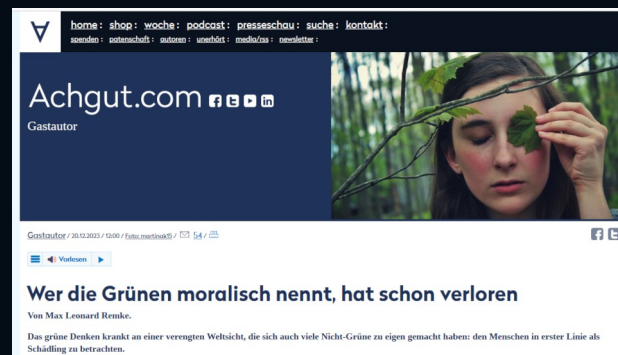 home: shop: woche: podcast: presseschau: suche: kontakt:
spenden: patenschaft: autoren: unerhört: media/rss: newsletter:
Achgut.com
Gastautor
Gastautor / 20.12.2023 / 12:00 / Foto: martinak15 / 54 /
Vorlesen
Wer die Grünen moralisch nennt, hat schon verloren
Von Max Leonard Remke.
Das grüne Denken krankt an einer verengten Weltsicht, die sich auch viele Nicht-Grüne zu eigen gemacht haben: den Menschen in erster Linie als
Schädling zu betrachten.